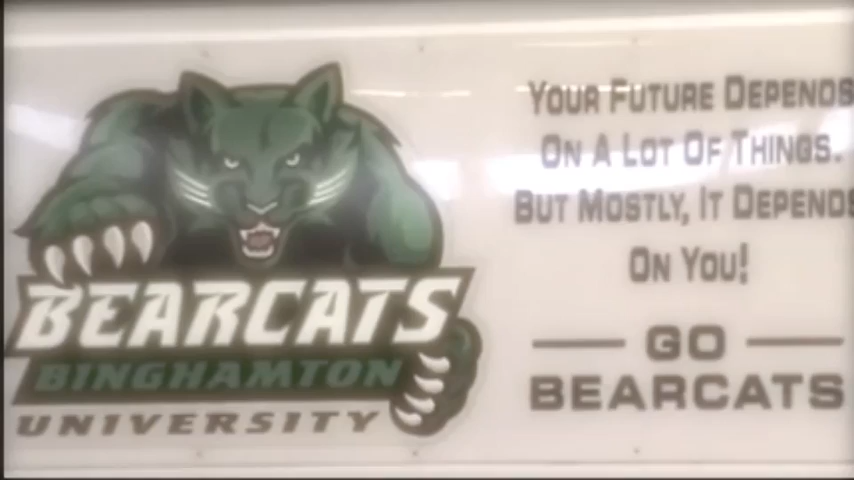 BEARCATS
BINGHAMTON
UNIVERSITY
YOUR FUTURE DEPENDS
ON A LOT OF THINGS.
BUT MOSTLY, IT DEPENDS
ON YOU!
GO
BEARCATS